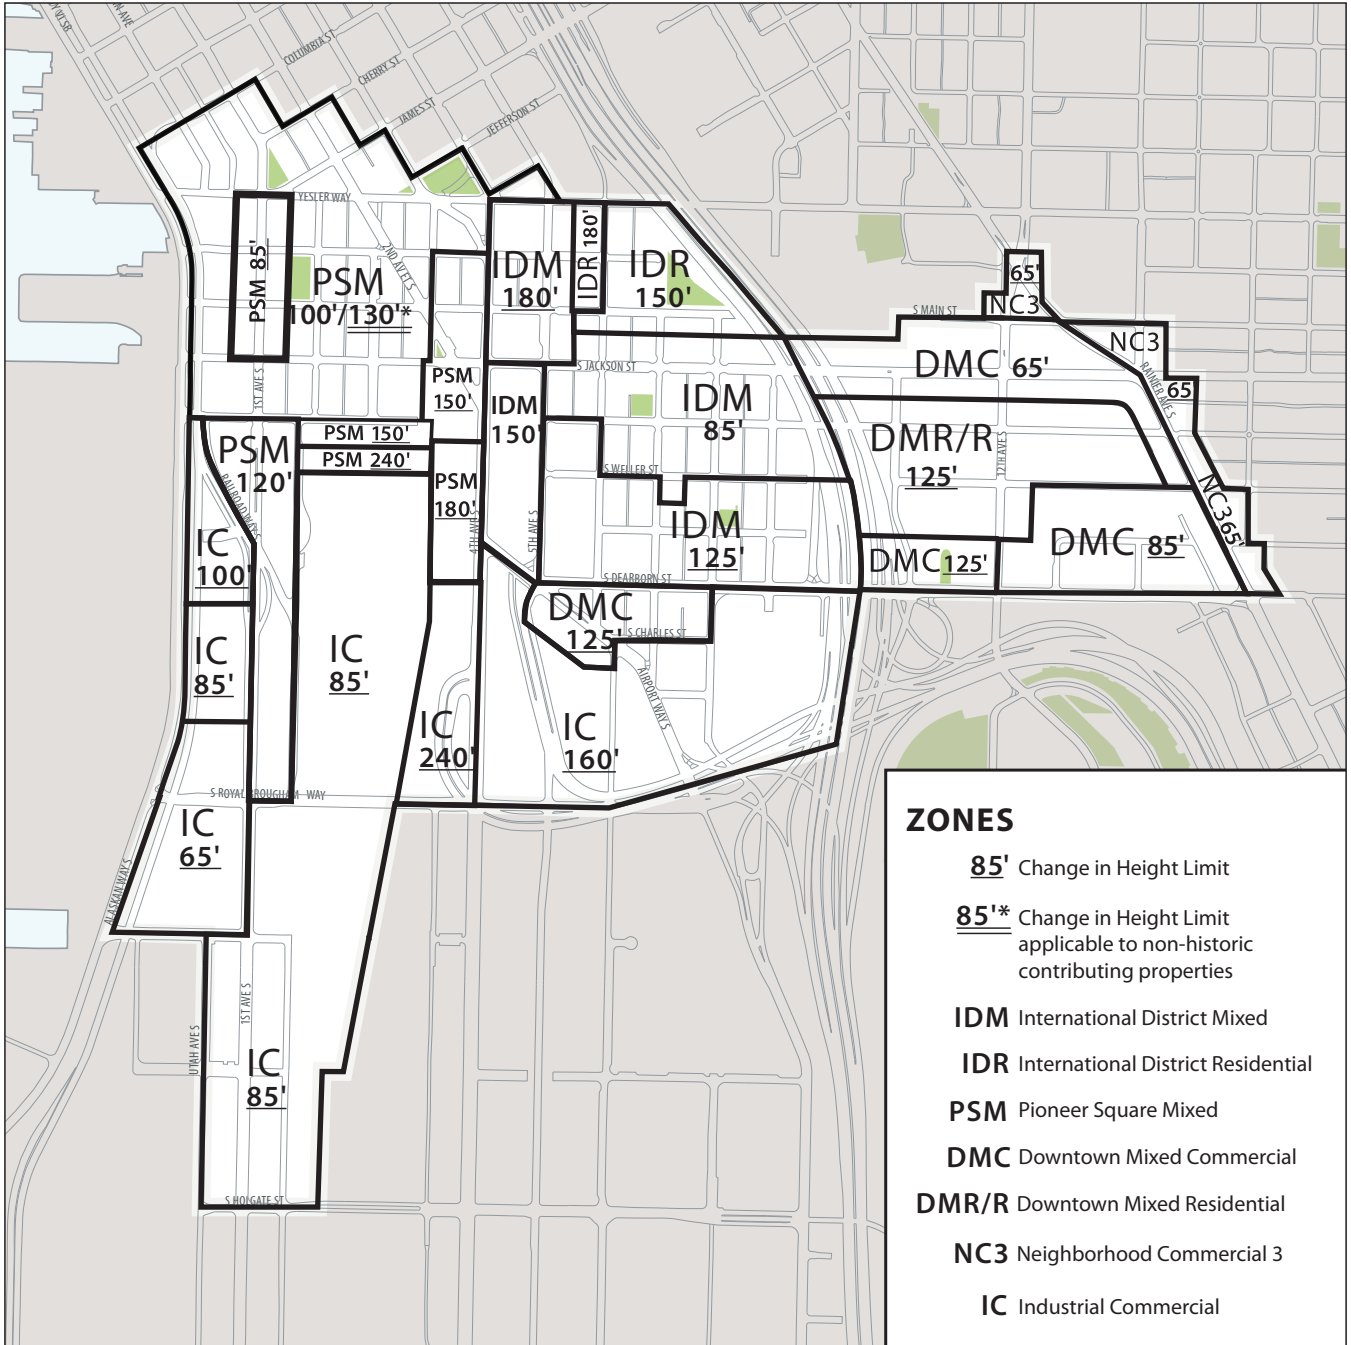 COLUMBIA ST
CHERRY ST
JAMES ST
JEFFERSON ST
YESLER WAY
2ND AV ET S
PSM 85'
PSM
100'/130'*
IDM
180'
IDR 180'
IDR
150'
65'
NC3
S MAIN ST
NC3
DMC 65'
RAINIER AVE S
65
S JACKSON ST
PSM
150'
1ST AVE S
IDM
150'
IDM
85'
DMR/R
125'
12TH AVE S
PSM 150'
PSM 240'
PSM
120'
RAILROAD WAY S
PSM
180'
4TH AVE S
5TH AVE S
S WELLER ST
IDM
125'
NC3 65'
DMC 85'
DMC 125'
IC
100'
S DEARBORN ST
DMC
125'
S CHARLES ST
AIRPORT WAY S
IC
85'
IC
85'
IC
240'
IC
160'
S ROYAL BROUGHAM WAY
IC
65'
ALASKAN WAY S
1ST AVE S
UTAH AVE S
IC
85'
S HOLGATE ST
ZONES
85' Change in Height Limit
85'* Change in Height Limit
applicable to non-historic
contributing properties
IDM International District Mixed
IDR International District Residential
PSM Pioneer Square Mixed
DMC Downtown Mixed Commercial
DMR/R Downtown Mixed Residential
NC3 Neighborhood Commercial 3
IC Industrial Commercial